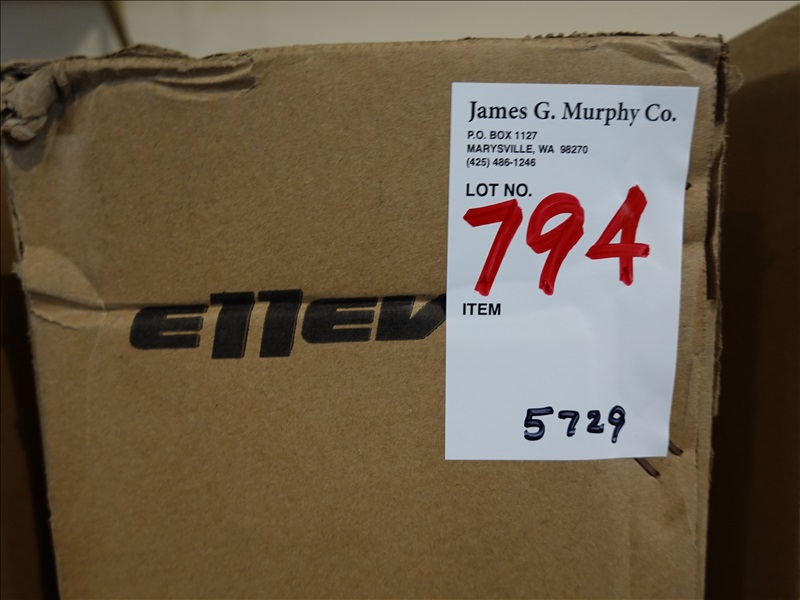 James G. Murphy Co.
P.O. BOX 1127
MARYSVILLE, WA 98270
(425) 486-1246
LOT NO.
794
ITEM
5729